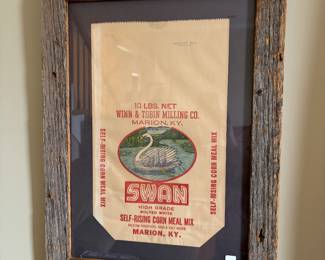 10 LBS. NET
WINN & TOBIN MILLING CO.
MARION, KY.
SELF-RISING CORN MEAL MIX
SELF-RISING CORN MEAL MIX
SWAN
HIGH GRADE
BOLTED WHITE
SELF-RISING CORN MEAL MIX
MARION, KY.